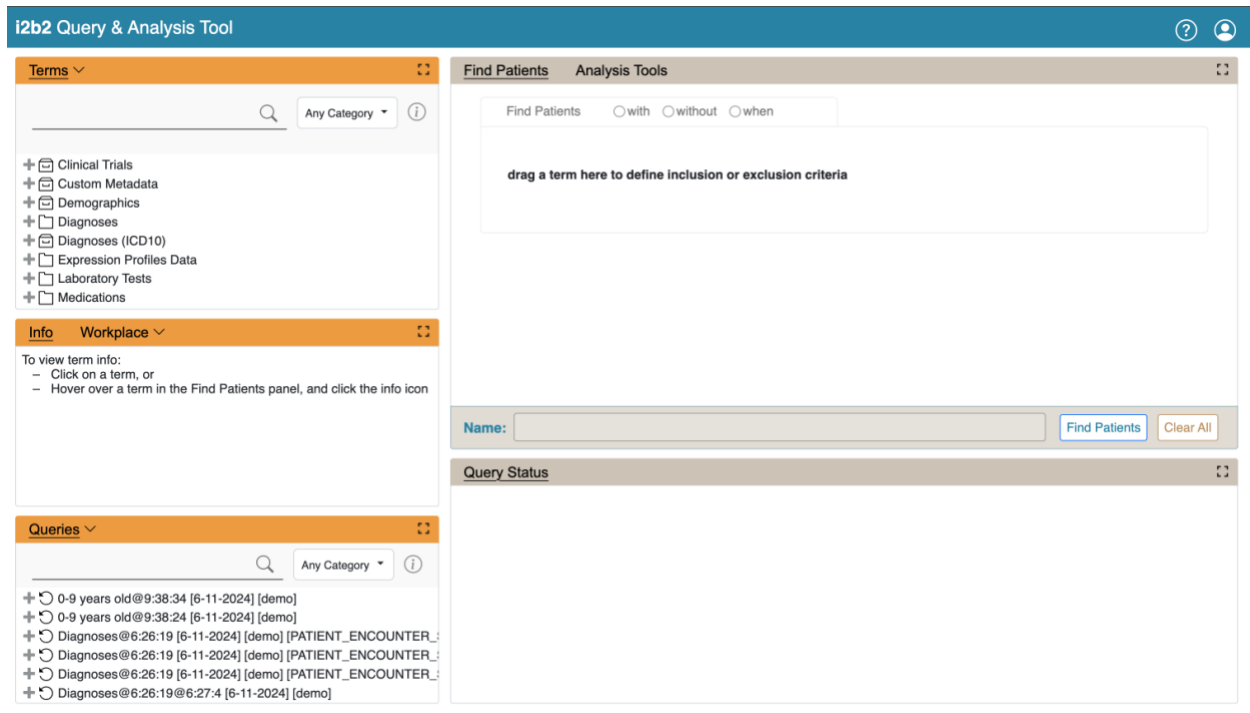 i2b2 Query & Analysis Tool
Terms
Any Category
Clinical Trials
Custom Metadata
Demographics
Diagnoses
Diagnoses (ICD10)
Expression Profiles Data
Laboratory Tests
Medications
Info Workplace
To view term info:
– Click on a term, or
– Hover over a term in the Find Patients panel, and click the info icon
Queries
Any Category
0-9 years old@9:38:34 [6-11-2024] [demo]
0-9 years old@9:38:24 [6-11-2024] [demo]
Diagnoses@6:26:19 [6-11-2024] [demo] [PATIENT_ENCOUNTER_
Diagnoses@6:26:19 [6-11-2024] [demo] [PATIENT_ENCOUNTER_
Diagnoses@6:26:19 [6-11-2024] [demo] [PATIENT_ENCOUNTER_
Diagnoses@6:26:19@6:27:4 [6-11-2024] [demo]
Find Patients Analysis Tools
Find Patients with without when
drag a term here to define inclusion or exclusion criteria
Name: Find Patients Clear All
Query Status